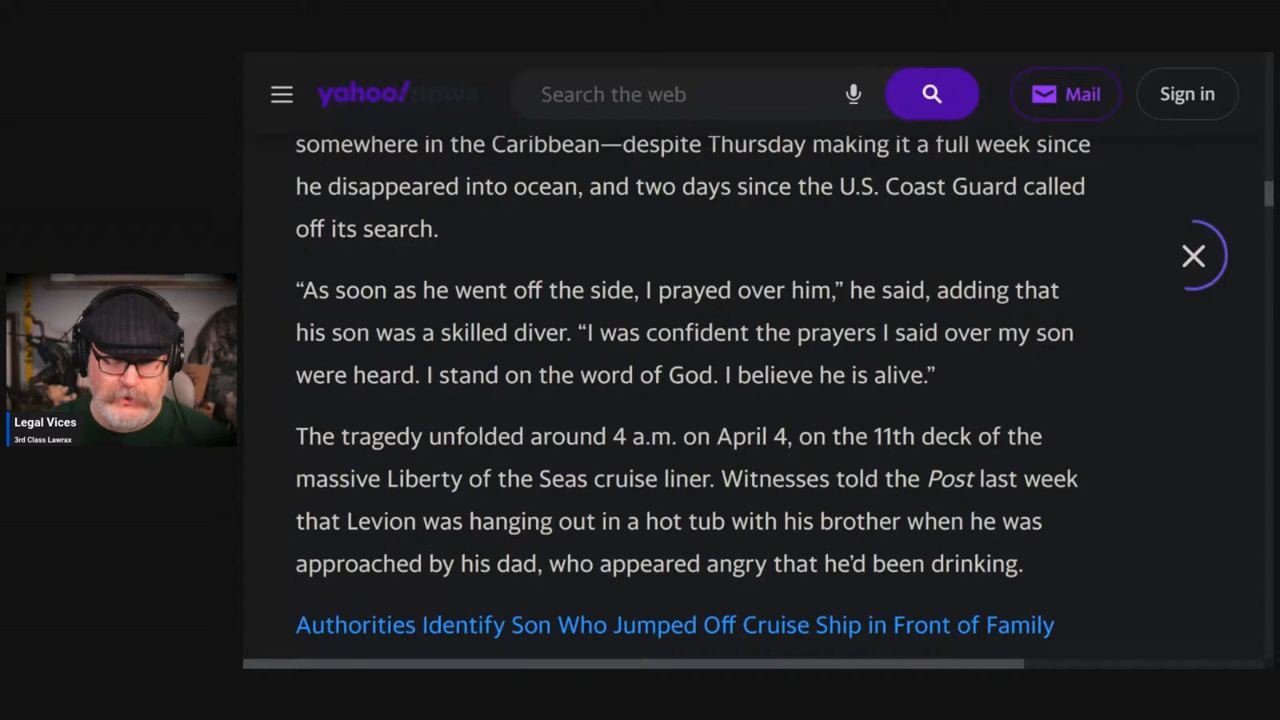 yahoo! news
Search the web
Mail
Sign in
somewhere in the Caribbean—despite Thursday making it a full week since
he disappeared into ocean, and two days since the U.S. Coast Guard called
off its search.
“As soon as he went off the side, I prayed over him,” he said, adding that
his son was a skilled diver. “I was confident the prayers I said over my son
were heard. I stand on the word of God. I believe he is alive.”
The tragedy unfolded around 4 a.m. on April 4, on the 11th deck of the
massive Liberty of the Seas cruise liner. Witnesses told the Post last week
that Levion was hanging out in a hot tub with his brother when he was
approached by his dad, who appeared angry that he’d been drinking.
Authorities Identify Son Who Jumped Off Cruise Ship in Front of Family
Legal Vices
3rd Class Lawrax